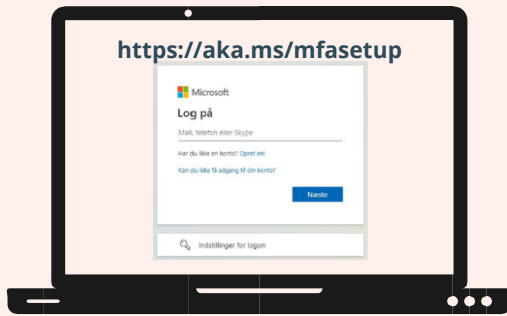 https://aka.ms/mfasetup
Microsoft
Log på
Mail, telefon eller Skype
Har du ikke en konto? Opret en!
Kan du ikke få adgang til din konto?
Næste
Indstillinger for logon